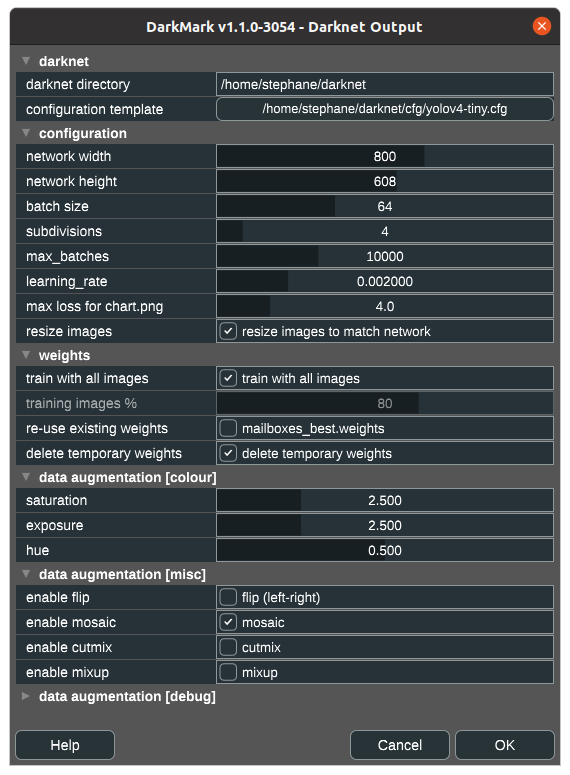 DarkMark v1.1.0-3054 - Darknet Output
darknet
darknet directory /home/stephane/darknet
configuration template /home/stephane/darknet/cfg/yolov4-tiny.cfg
configuration
network width 800
network height 608
batch size 64
subdivisions 4
max_batches 10000
learning_rate 0.002000
max loss for chart.png 4.0
resize images resize images to match network
weights
train with all images train with all images
training images % 80
re-use existing weights mailboxes_best.weights
delete temporary weights delete temporary weights
data augmentation [colour]
saturation 2.500
exposure 2.500
hue 0.500
data augmentation [misc]
enable flip flip (left-right)
enable mosaic mosaic
enable cutmix cutmix
enable mixup mixup
data augmentation [debug]
Help Cancel OK